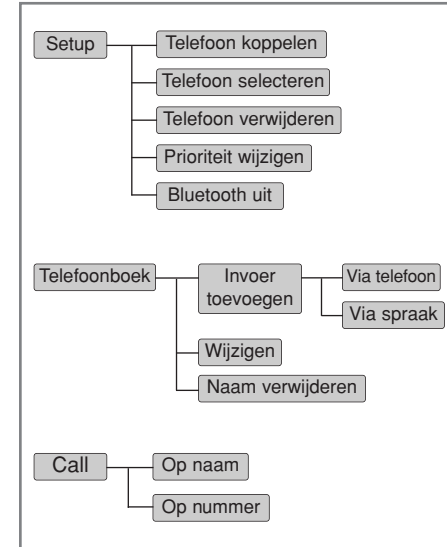 Setup
Telefoon koppelen
Telefoon selecteren
Telefoon verwijderen
Prioriteit wijzigen
Bluetooth uit
Telefoonboek
Invoer
toevoegen
Via telefoon
Via spraak
Wijzigen
Naam verwijderen
Call
Op naam
Op nummer